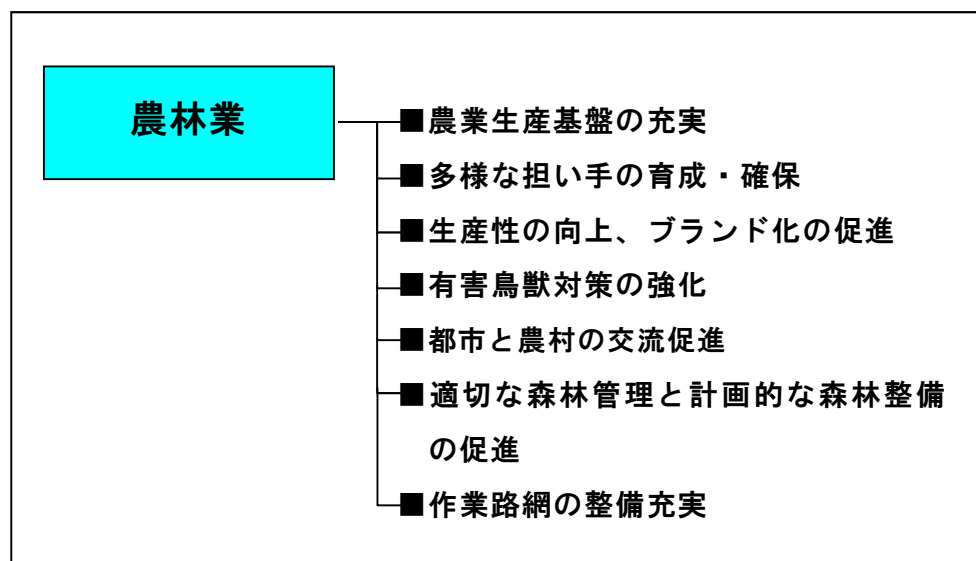 農林業
■農業生産基盤の充実
■多様な担い手の育成・確保
■生産性の向上、ブランド化の促進
■有害鳥獣対策の強化
■都市と農村の交流促進
■適切な森林管理と計画的な森林整備
の促進
■作業路網の整備充実